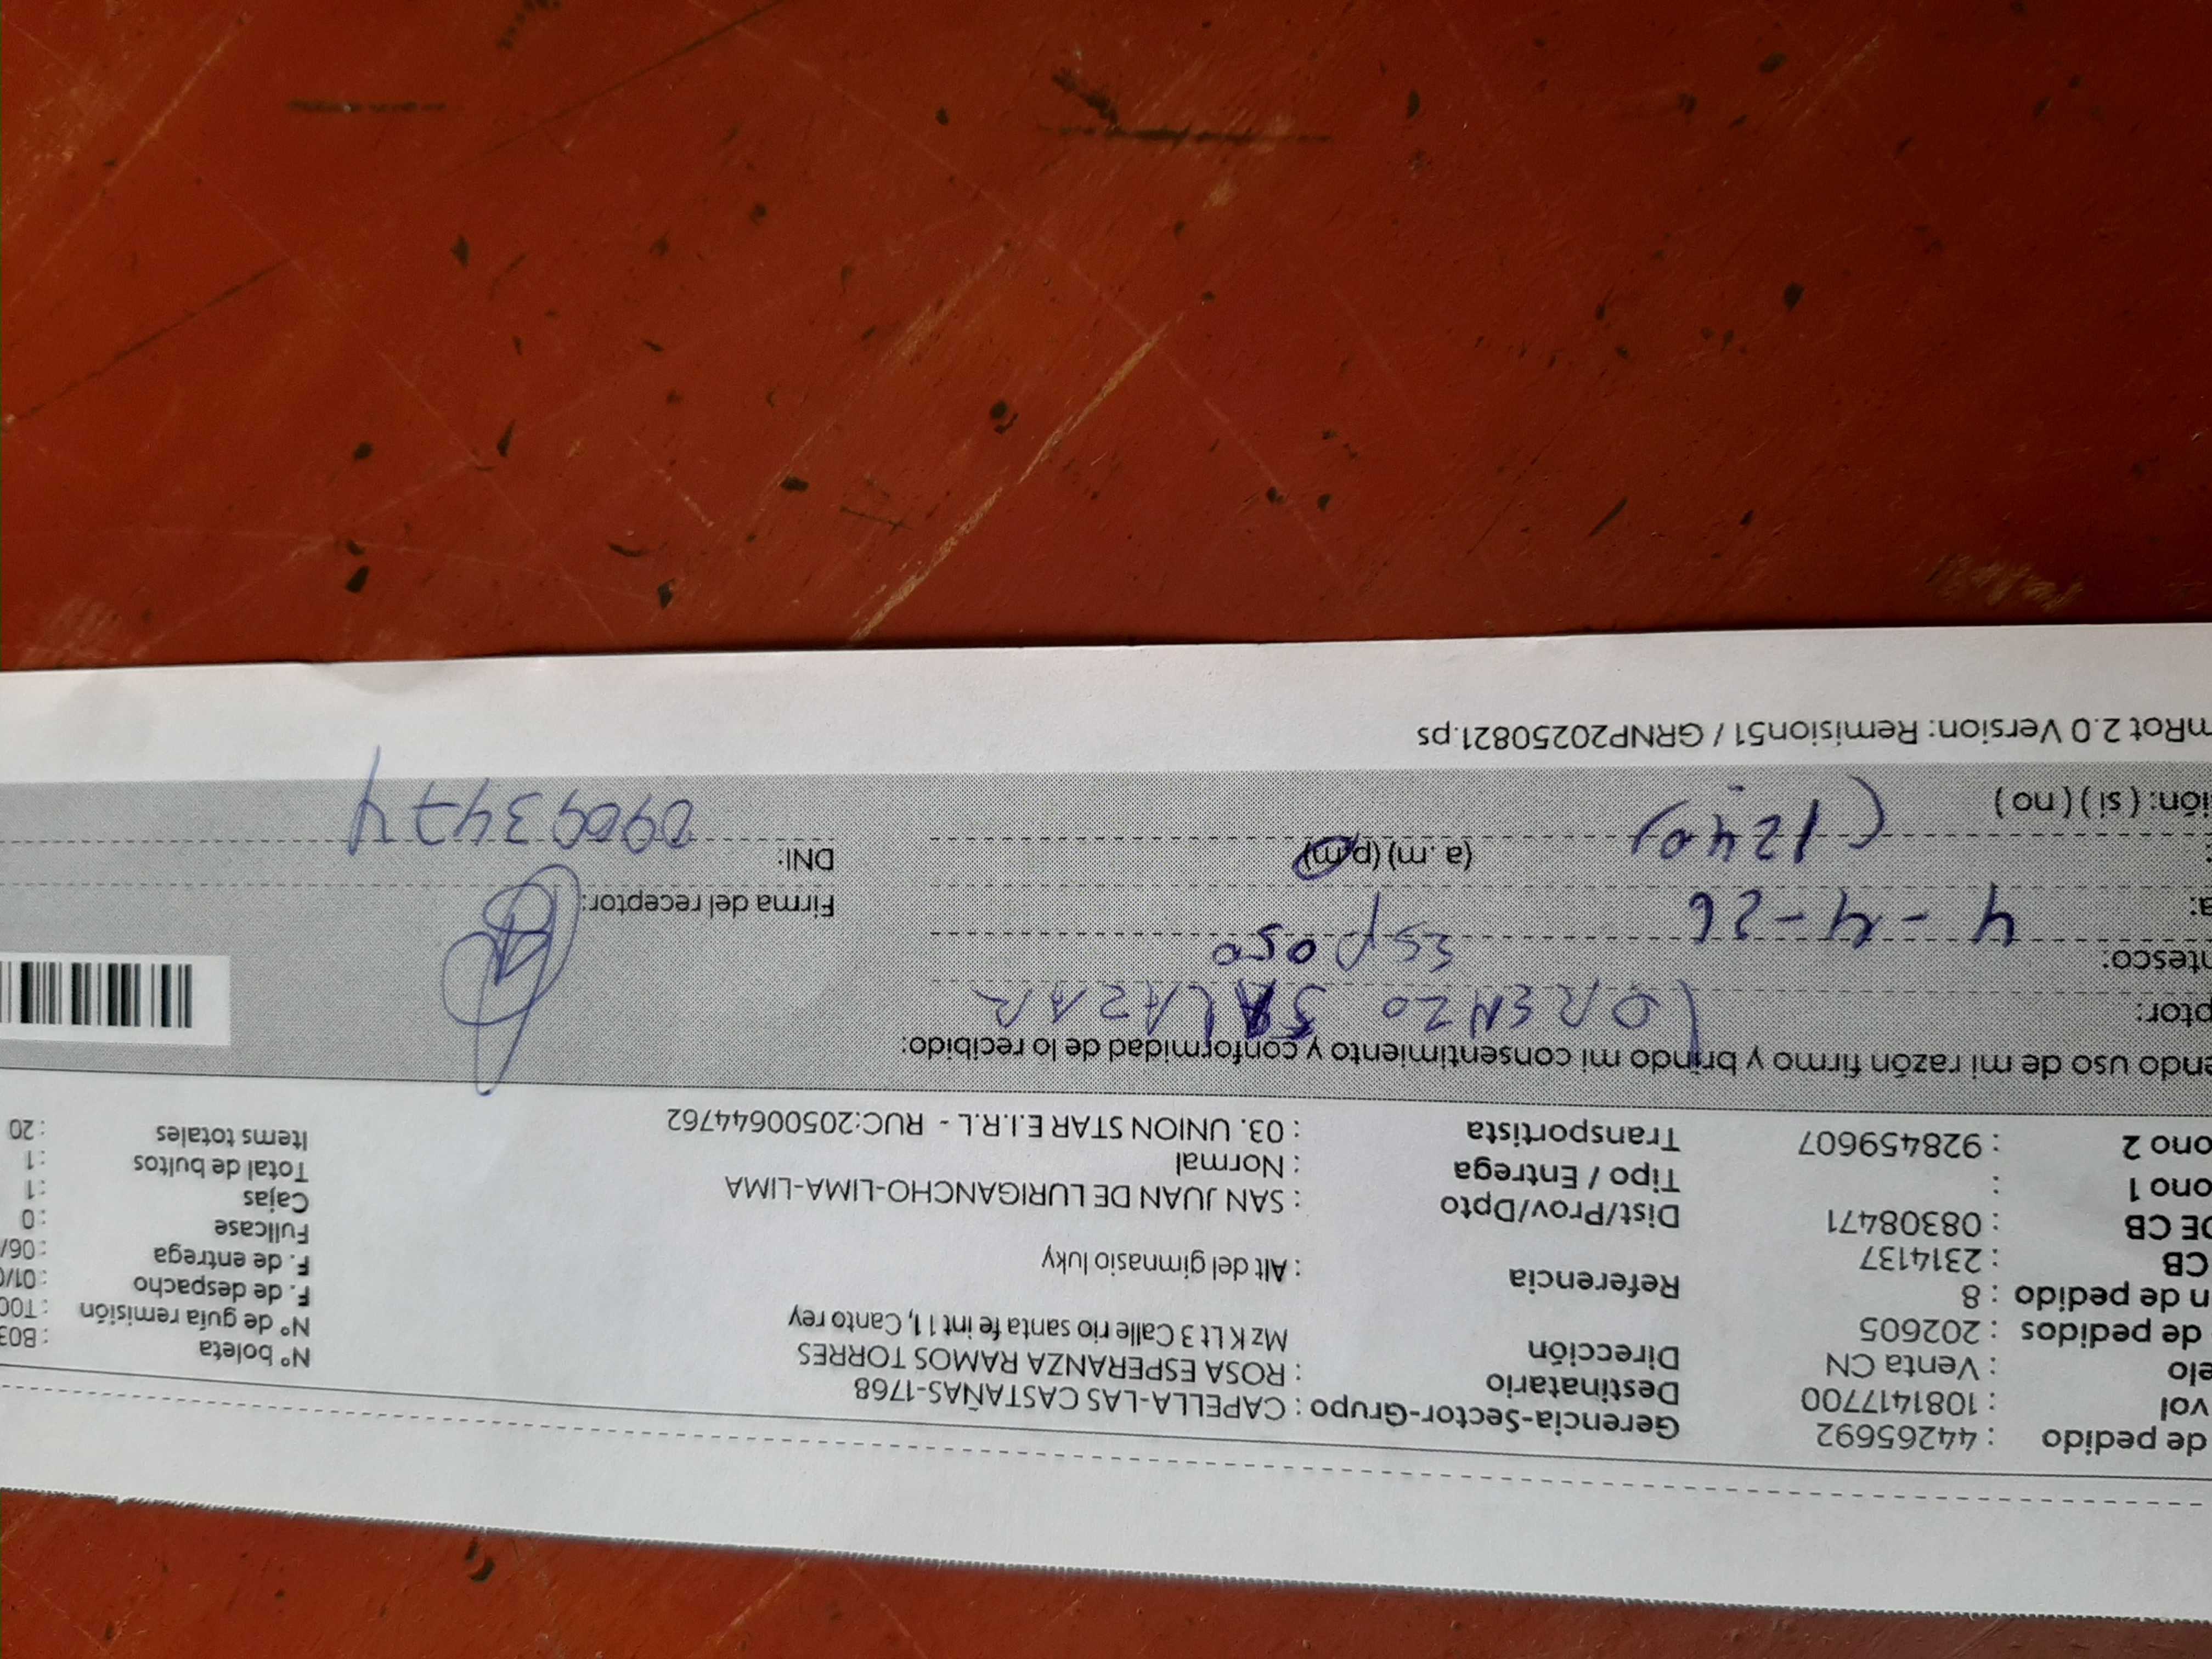 de pedido : 44265692 Gerencia-Sector-Grupo : CAPELLA-LAS CASTAÑAS-1768
vol : 1081417700 Destinatario : ROSA ESPERANZA RAMOS TORRES Nº boleta : B03
elo : Venta CN Dirección Mz K Lt 3 Calle rio santa fe int 11, Canto rey Nº de guía remisión : T00
de pedidos : 202605 F. de despacho : 01/0
n de pedido : 8 Referencia : Alt del gimnasio luky F. de entrega : 06/
CB : 2314137 Fullcase : 0
DE CB : 08308471 Dist/Prov/Dpto : SAN JUAN DE LURIGANCHO-LIMA-LIMA Cajas : 1
ono 1 : Tipo / Entrega : Normal Total de bultos : 1
ono 2 : 928459607 Transportista : 03. UNION STAR E.I.R.L - RUC:20500644762 Items totales : 20
endo uso de mi razón firmo y brindo mi consentimiento y conformidad de lo recibido:
ptor: LORENZO SALAZAR
ntesco: Esposo
a: 4-4-26 Firma del receptor:
: (1240) (a. m) (p.m) DNI: 09093474
ión: ( si ) ( no )
mRot 2.0 Version: Remision51 / GRNP20250821.ps